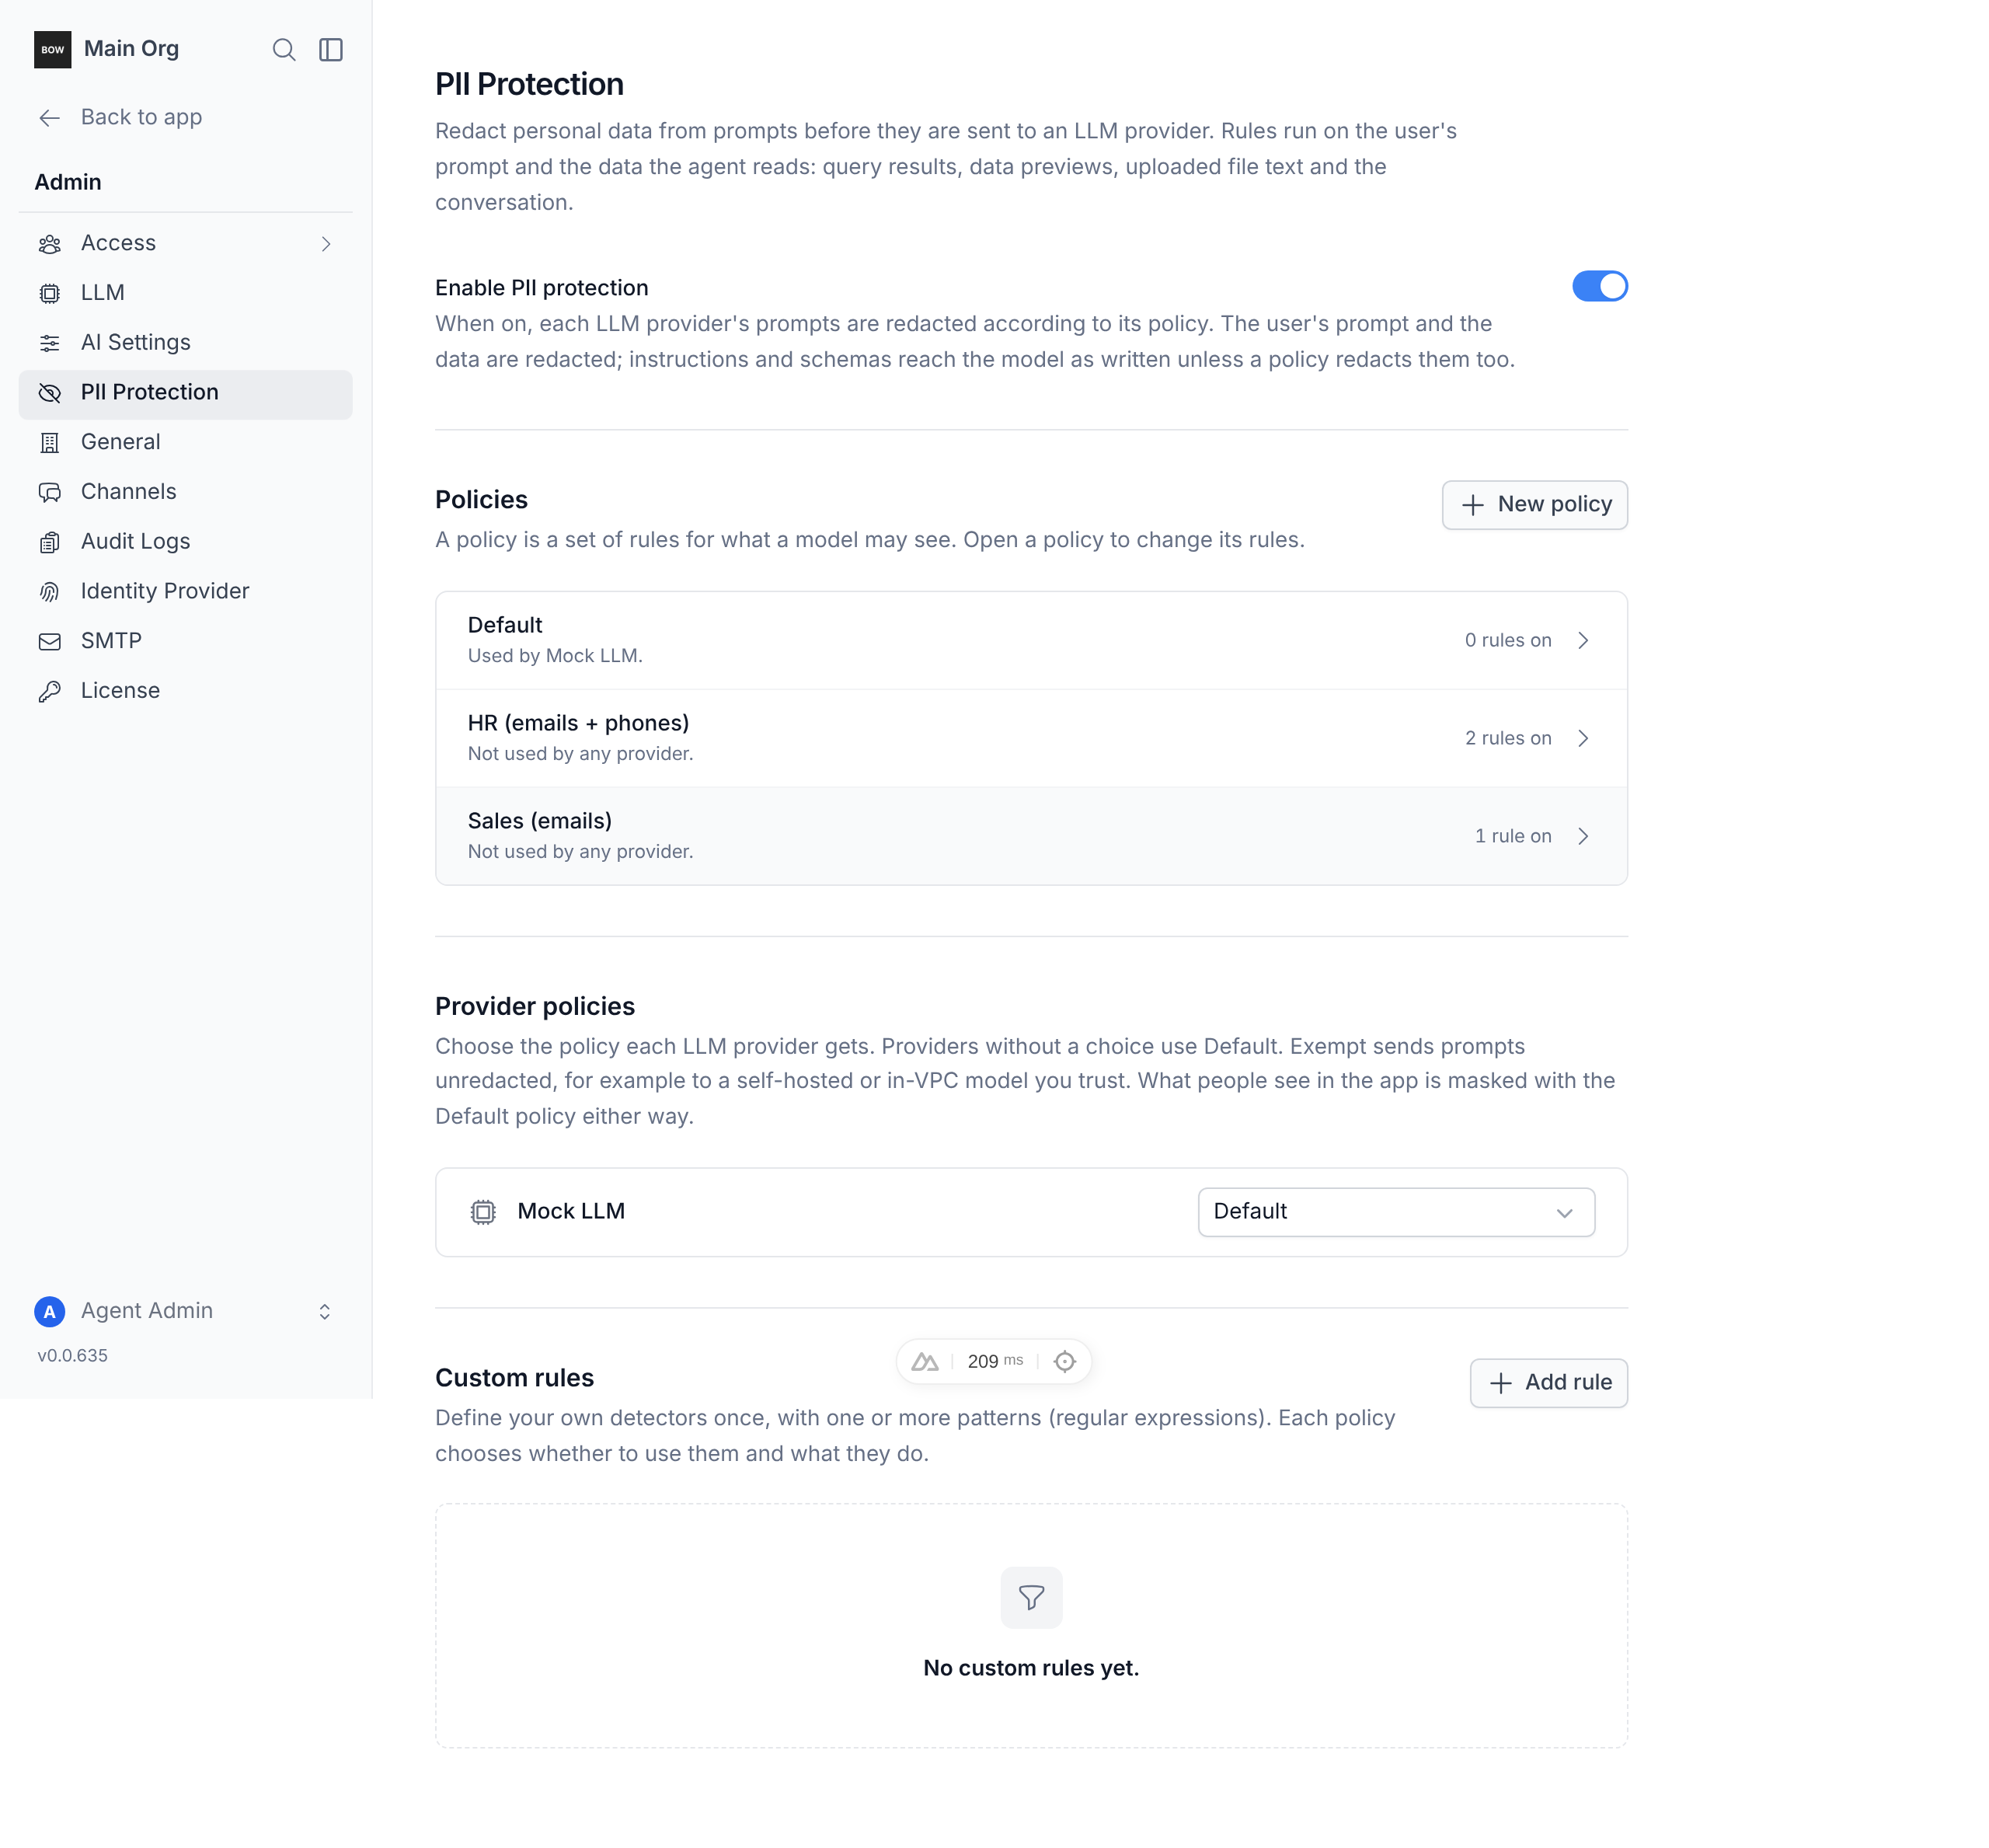 BOW Main Org
Back to app
Admin
Access
LLM
AI Settings
PII Protection
General
Channels
Audit Logs
Identity Provider
SMTP
License
A Agent Admin
v0.0.635
PII Protection
Redact personal data from prompts before they are sent to an LLM provider. Rules run on the user's
prompt and the data the agent reads: query results, data previews, uploaded file text and the
conversation.
Enable PII protection
When on, each LLM provider's prompts are redacted according to its policy. The user's prompt and the
data are redacted; instructions and schemas reach the model as written unless a policy redacts them too.
Policies
New policy
A policy is a set of rules for what a model may see. Open a policy to change its rules.
Default
Used by Mock LLM.
0 rules on
HR (emails + phones)
Not used by any provider.
2 rules on
Sales (emails)
Not used by any provider.
1 rule on
Provider policies
Choose the policy each LLM provider gets. Providers without a choice use Default. Exempt sends prompts
unredacted, for example to a self-hosted or in-VPC model you trust. What people see in the app is masked with the
Default policy either way.
Mock LLM
Default
209 ms
Custom rules
Add rule
Define your own detectors once, with one or more patterns (regular expressions). Each policy
chooses whether to use them and what they do.
No custom rules yet.